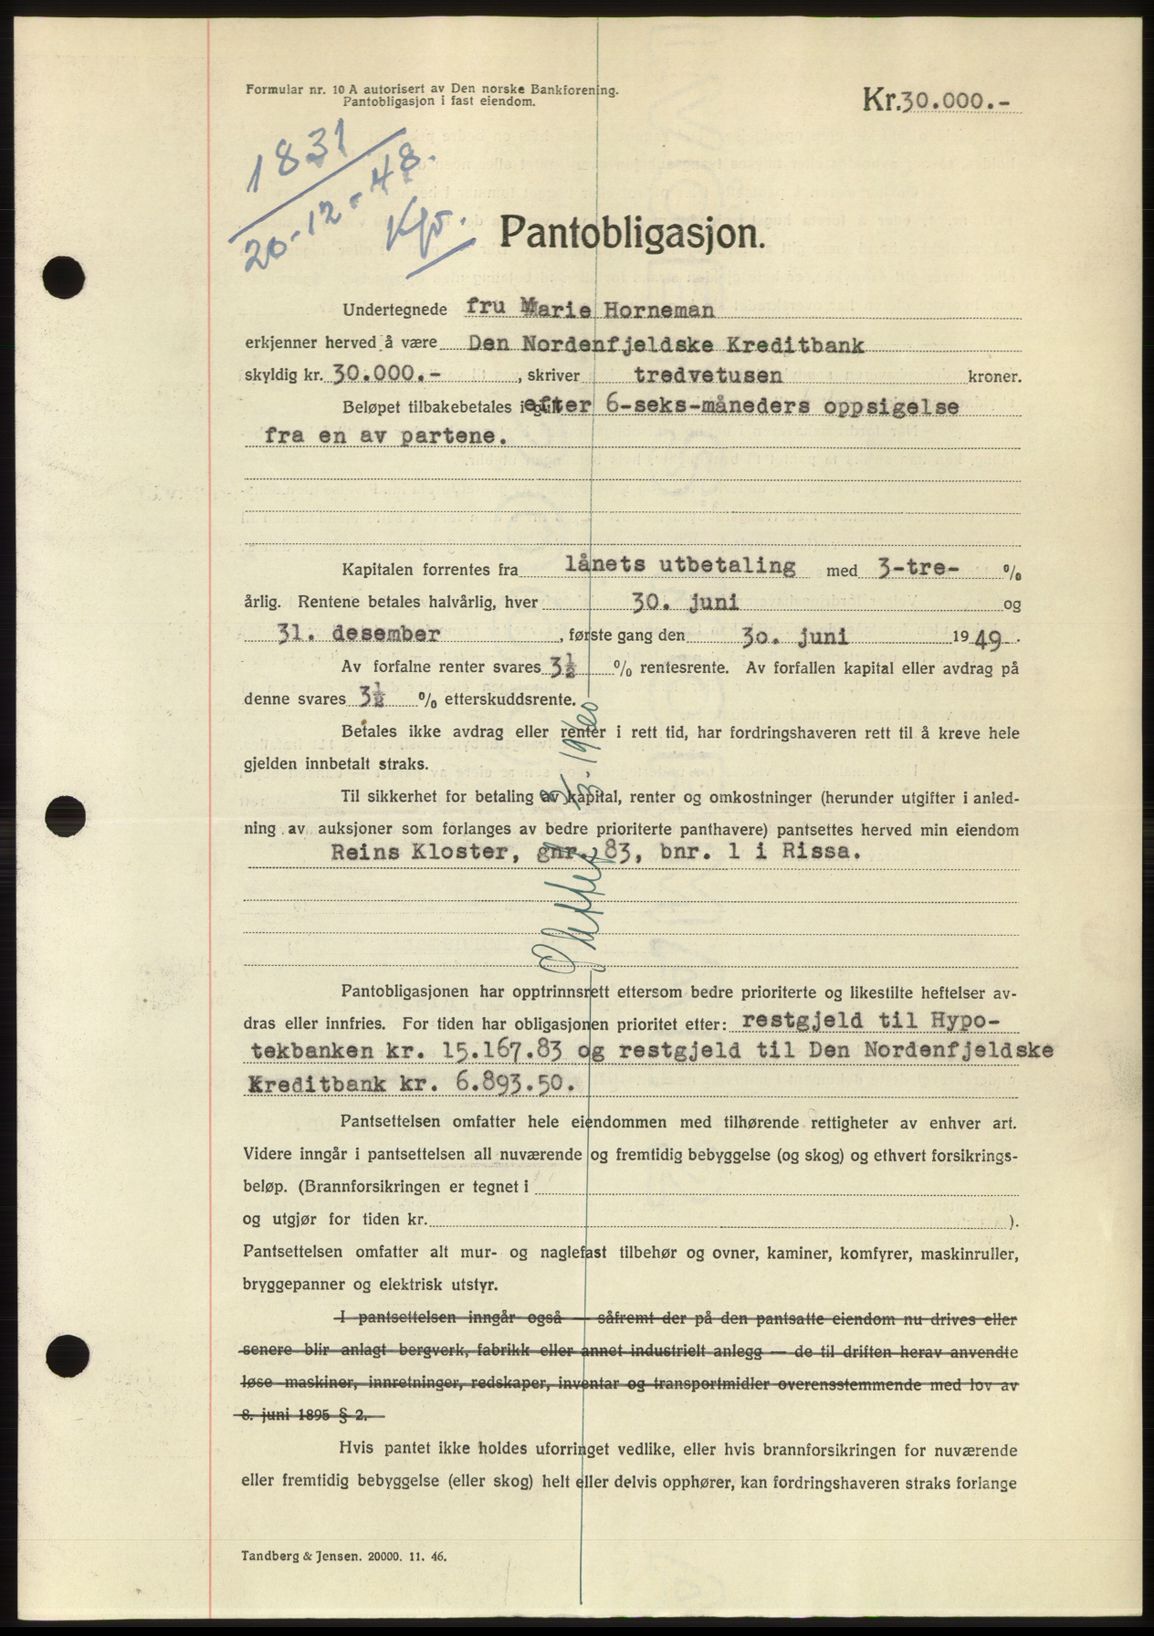 Formular nr. 10 A autorisert av Den norske Bankforening.
Pantobligasjon i fast eiendom.
Kr. 30.000.-
1831
20-12-48.
Pantobligasjon.
Undertegnede fru Marie Horneman
erkjenner herved å være Den Nordenfjeldske Kreditbank
skyldig kr. 30.000.- , skriver tredvetusen kroner.
Beløpet tilbakebetales i efter 6-seks-måneders oppsigelse
fra en av partene.
Kapitalen forrentes fra lånets utbetaling med 3-tre- %
årlig. Rentene betales halvårlig, hver 30. juni og
31. desember , første gang den 30. juni 1949.
Av forfalne renter svares 3½ % rentesrente. Av forfallen kapital eller avdrag på
denne svares 3½ % etterskuddsrente.
Betales ikke avdrag eller renter i rett tid, har fordringshaveren rett til å kreve hele
gjelden innbetalt straks.
Til sikkerhet for betaling av kapital, renter og omkostninger (herunder utgifter i anled-
ning av auksjoner som forlanges av bedre prioriterte panthavere) pantsettes herved min eiendom
Reins Kloster, gnr. 83, bnr. 1 i Rissa.
Slettet 9/3. 1960
Pantobligasjonen har opptrinnsrett ettersom bedre prioriterte og likestilte heftelser av-
dras eller innfries. For tiden har obligasjonen prioritet etter: restgjeld til Hypo-
tekbanken kr. 15.167.83 og restgjeld til Den Nordenfjeldske
Kreditbank kr. 6.893.50.
Pantsettelsen omfatter hele eiendommen med tilhørende rettigheter av enhver art.
Videre inngår i pantsettelsen all nuværende og fremtidig bebyggelse (og skog) og ethvert forsikrings-
beløp. (Brannforsikringen er tegnet i
og utgjør for tiden kr. ).
Pantsettelsen omfatter alt mur- og naglefast tilbehør og ovner, kaminer, komfyrer, maskinruller,
bryggepanner og elektrisk utstyr.
I pantsettelsen inngår også — såfremt der på den pantsatte eiendom nu drives eller
senere blir anlagt bergverk, fabrikk eller annet industrielt anlegg — de til driften herav anvendte
løse maskiner, innretninger, redskaper, inventar og transportmidler overensstemmende med lov av
8. juni 1895 § 2.
Hvis pantet ikke holdes uforringet vedlike, eller hvis brannforsikringen for nuværende
eller fremtidig bebyggelse (eller skog) helt eller delvis opphører, kan fordringshaveren straks forlange
Tandberg & Jensen. 20000. 11. 46.